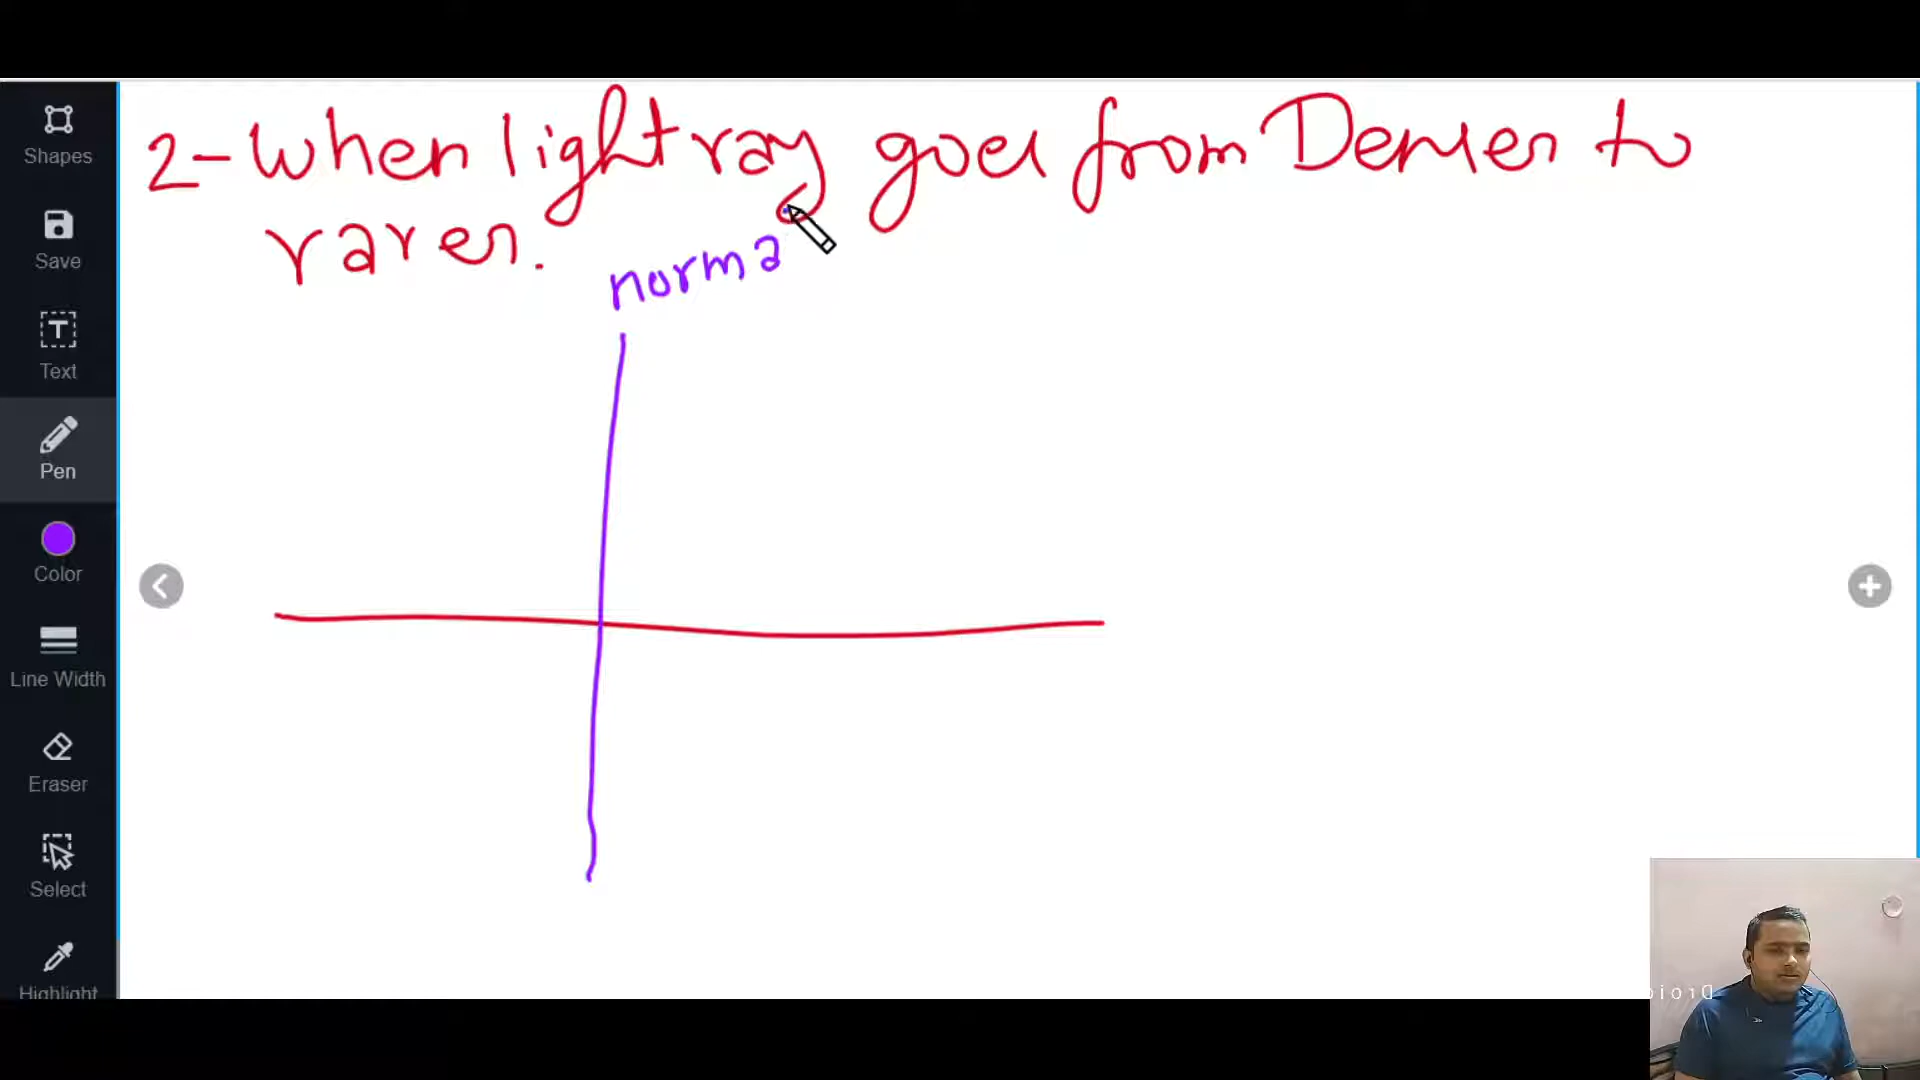 2-When light ray goes from Denser to
rarer.
norma
Shapes
Save
Text
Pen
Color
Line Width
Eraser
Select
Highlight